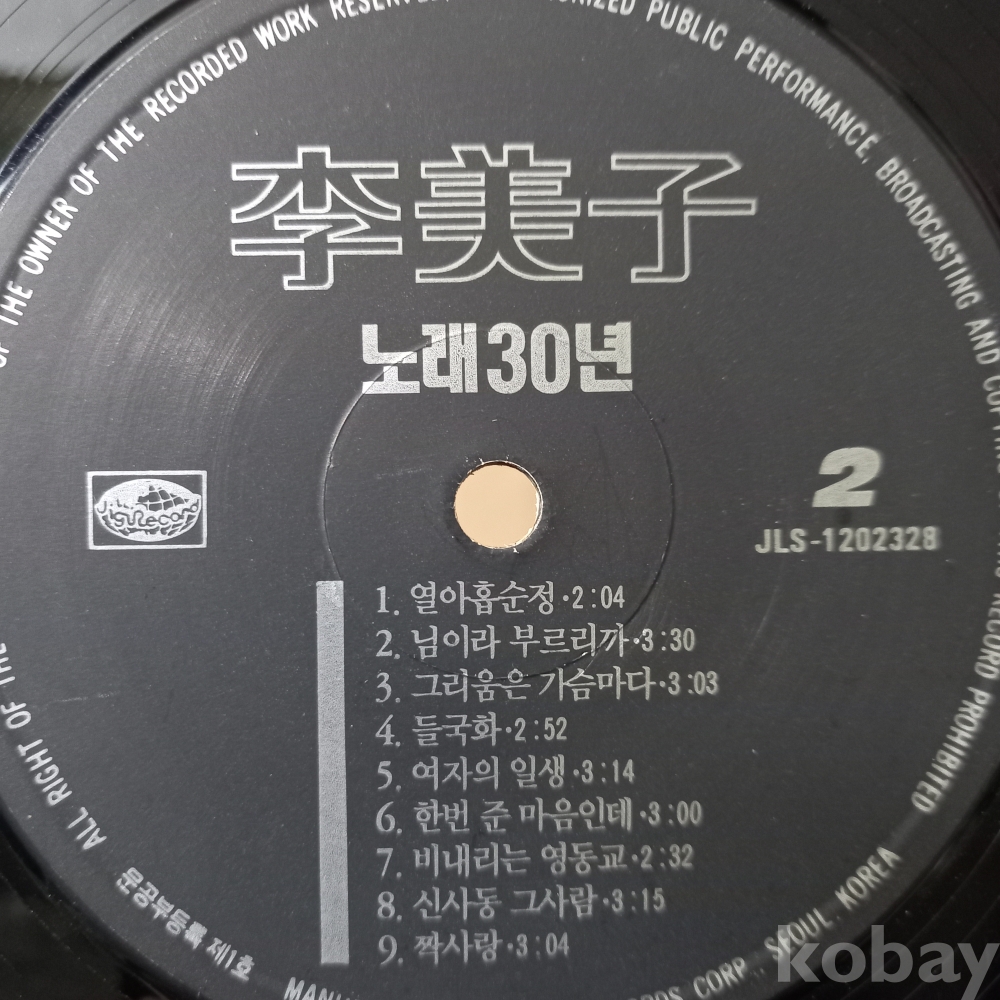 OF THE OWNER OF THE RECORDED WORK
PUBLIC PERFORMANCE, BROADCASTING AND
RECORD PROHIBITED
李美子
노래30년
JiguRecord
2
JLS-1202328
1. 열아홉순정·2:04
2. 님이라 부르리까·3:30
3. 그리움은 가슴마다·3:03
4. 들국화·2:52
5. 여자의 일생·3:14
6. 한번 준 마음인데·3:00
7. 비내리는 영동교·2:32
8. 신사동 그사람·3:15
9. 짝사랑·3:04
ALL RIGHT OF THE
문공부등록 제1호
CORP., SEOUL, KOREA
kobay